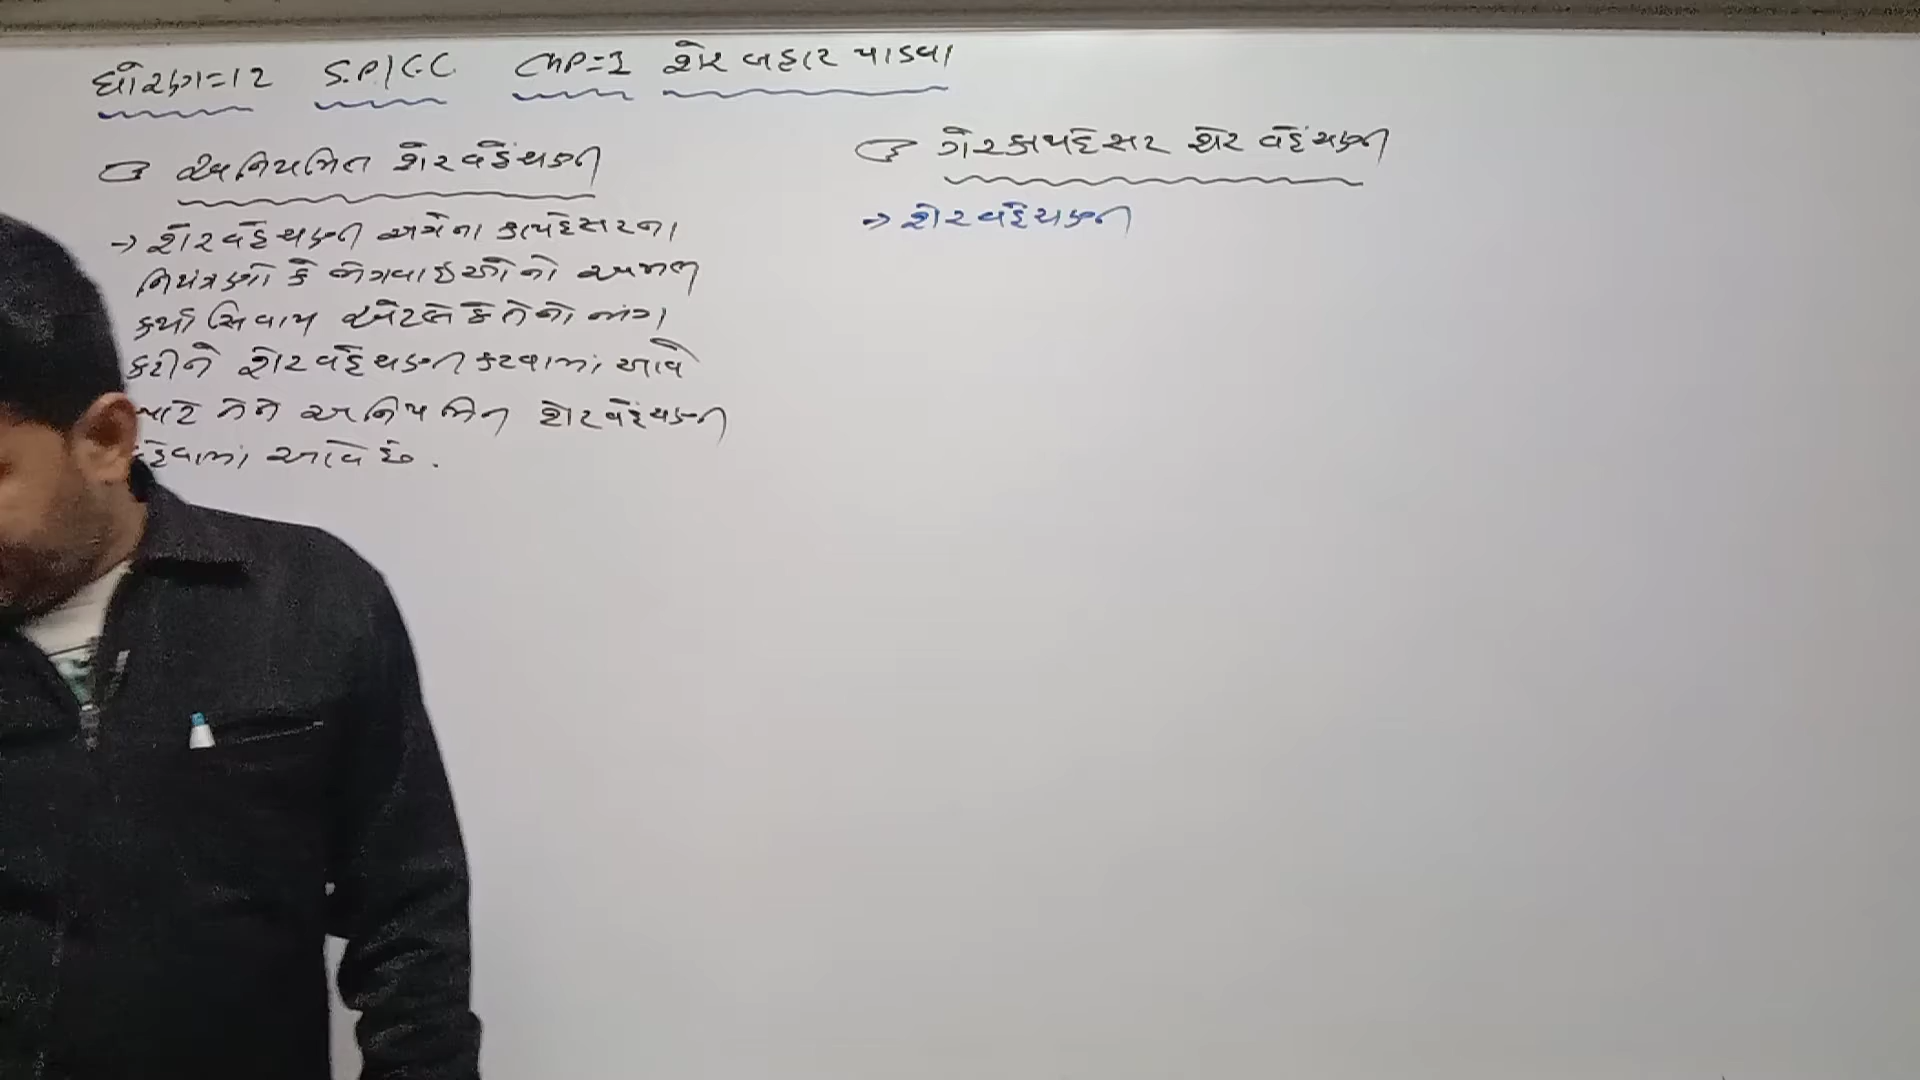 ધોરણ=12 S.P/C.C CHP=1 શેર બહાર પાડવા
અનિયમિત શેરવહેંચણી
→ શેરવહેંચણી અંગેના કાયદેસરના
નિયંત્રણો કે જોગવાઈઓનો અમલ
કર્યા સિવાય એટલે કે તેનો ભંગ
કરીને શેરવહેંચણી કરવામાં આવે
માટે તેને અનિયમિત શેરવહેંચણી
કહેવામાં આવે છે.
ગેરકાયદેસર શેર વહેંચણી
→ શેરવહેંચણી